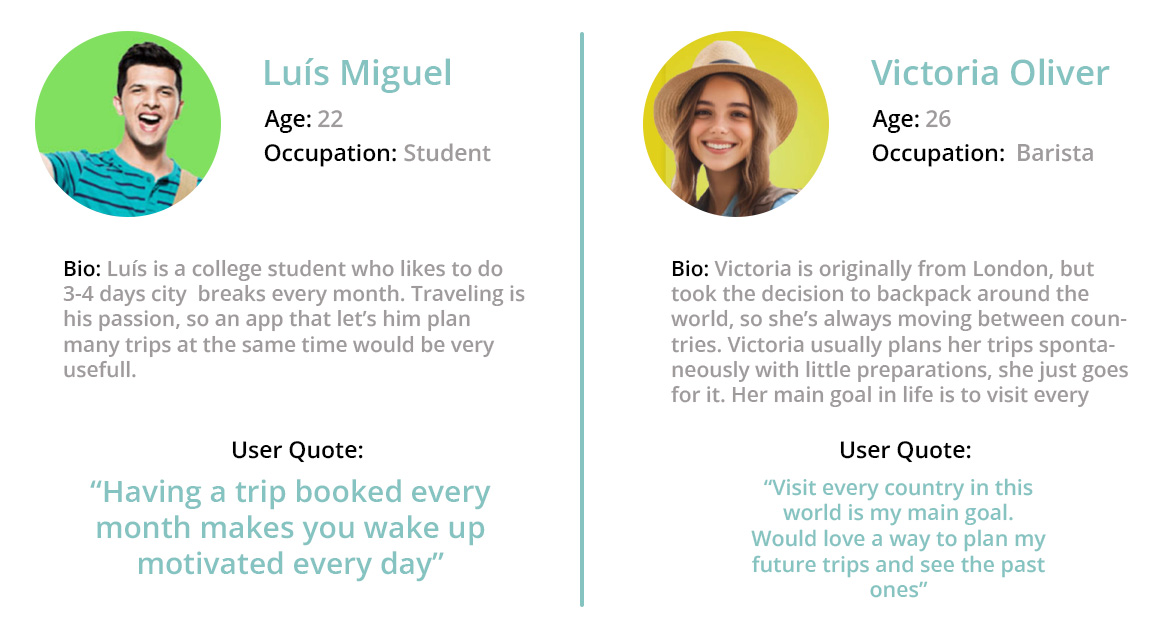 Luís Miguel
Age: 22
Occupation: Student
Bio: Luís is a college student who likes to do
3-4 days city  breaks every month. Traveling is
his passion, so an app that let’s him plan
many trips at the same time would be very
usefull.
User Quote:
“Having a trip booked every
month makes you wake up
motivated every day”
Victoria Oliver
Age: 26
Occupation:  Barista
Bio: Victoria is originally from London, but
took the decision to backpack around the
world, so she’s always moving between coun-
tries. Victoria usually plans her trips sponta-
neously with little preparations, she just goes
for it. Her main goal in life is to visit every
User Quote:
“Visit every country in this
world is my main goal.
Would love a way to plan my
future trips and see the past
ones”